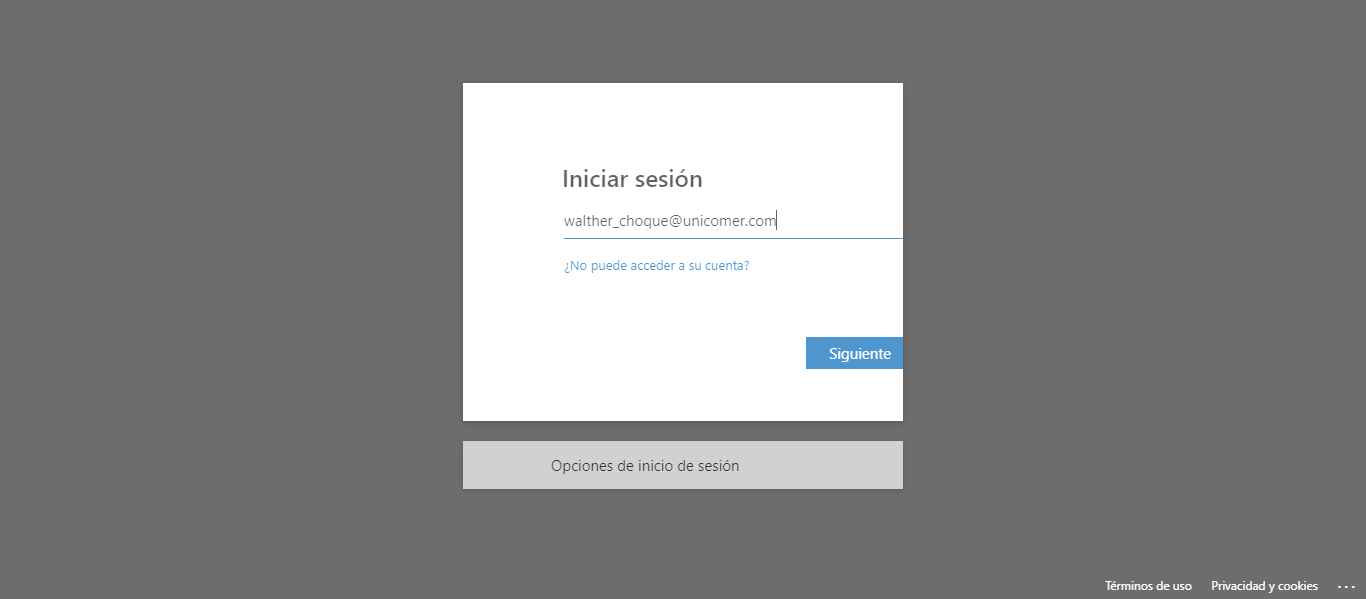 Iniciar sesión
walther_choque@unicomer.com
¿No puede acceder a su cuenta?
Siguiente
Opciones de inicio de sesión
Términos de uso Privacidad y cookies ...